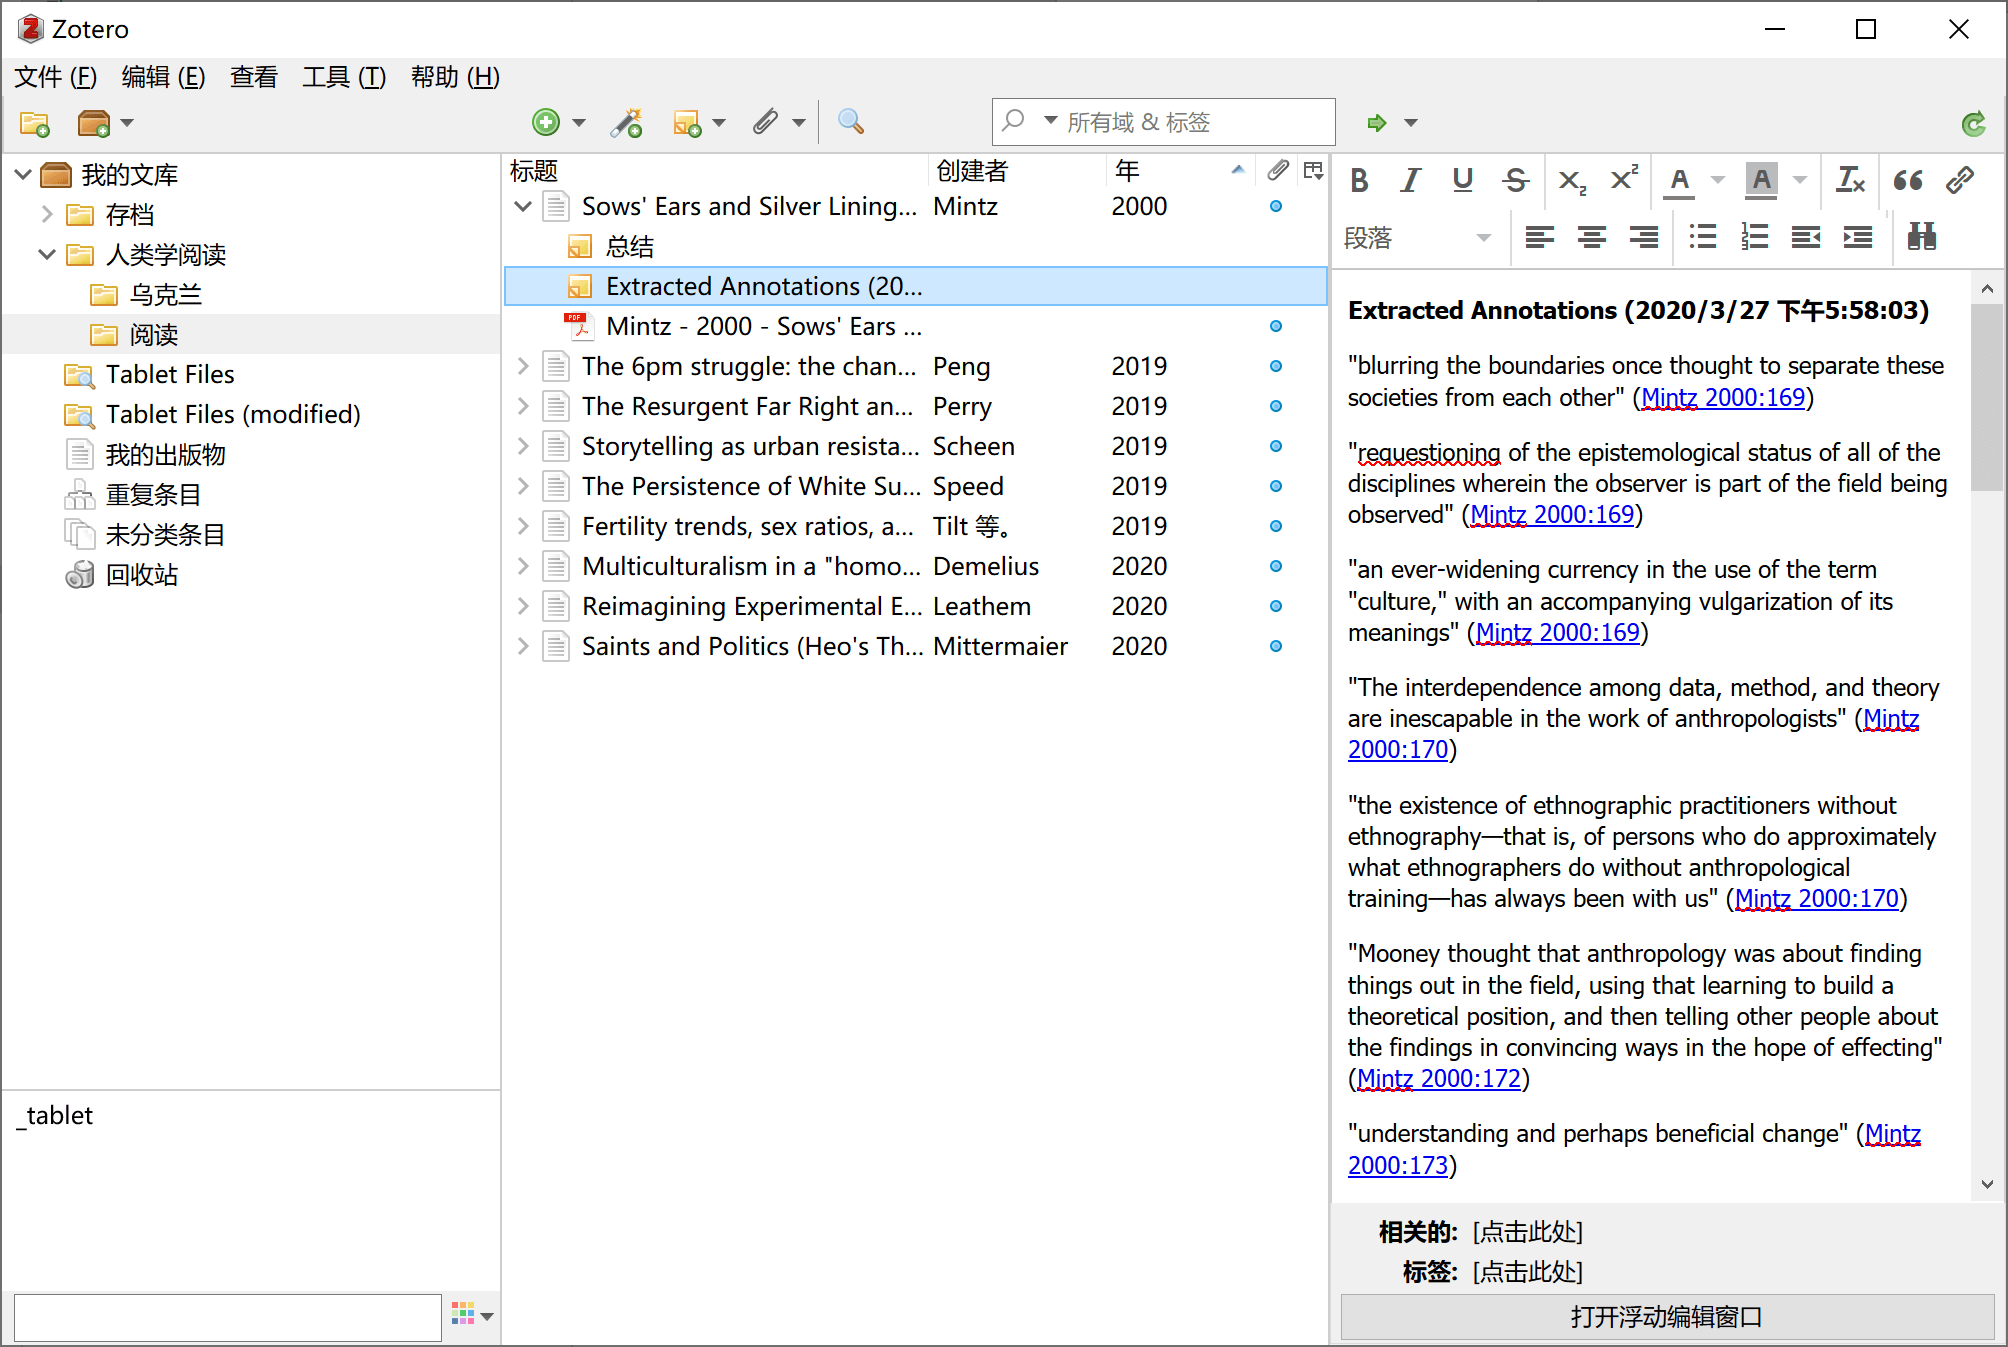 Zotero
文件 (F) 编辑 (E) 查看 工具 (T) 帮助 (H)
所有域 & 标签
我的文库
存档
人类学阅读
乌克兰
阅读
Tablet Files
Tablet Files (modified)
我的出版物
重复条目
未分类条目
回收站
_tablet
标题 创建者 年
Sows' Ears and Silver Lining... Mintz 2000
总结
Extracted Annotations (20...
Mintz - 2000 - Sows' Ears ...
The 6pm struggle: the chan... Peng 2019
The Resurgent Far Right an... Perry 2019
Storytelling as urban resista... Scheen 2019
The Persistence of White Su... Speed 2019
Fertility trends, sex ratios, a... Tilt 等。 2019
Multiculturalism in a "homo... Demelius 2020
Reimagining Experimental E... Leathem 2020
Saints and Politics (Heo's Th... Mittermaier 2020
段落
Extracted Annotations (2020/3/27 下午5:58:03)
"blurring the boundaries once thought to separate these
societies from each other" (Mintz 2000:169)
"requestioning of the epistemological status of all of the
disciplines wherein the observer is part of the field being
observed" (Mintz 2000:169)
"an ever-widening currency in the use of the term
"culture," with an accompanying vulgarization of its
meanings" (Mintz 2000:169)
"The interdependence among data, method, and theory
are inescapable in the work of anthropologists" (Mintz
2000:170)
"the existence of ethnographic practitioners without
ethnography—that is, of persons who do approximately
what ethnographers do without anthropological
training—has always been with us" (Mintz 2000:170)
"Mooney thought that anthropology was about finding
things out in the field, using that learning to build a
theoretical position, and then telling other people about
the findings in convincing ways in the hope of effecting"
(Mintz 2000:172)
"understanding and perhaps beneficial change" (Mintz
2000:173)
相关的: [点击此处]
标签: [点击此处]
打开浮动编辑窗口